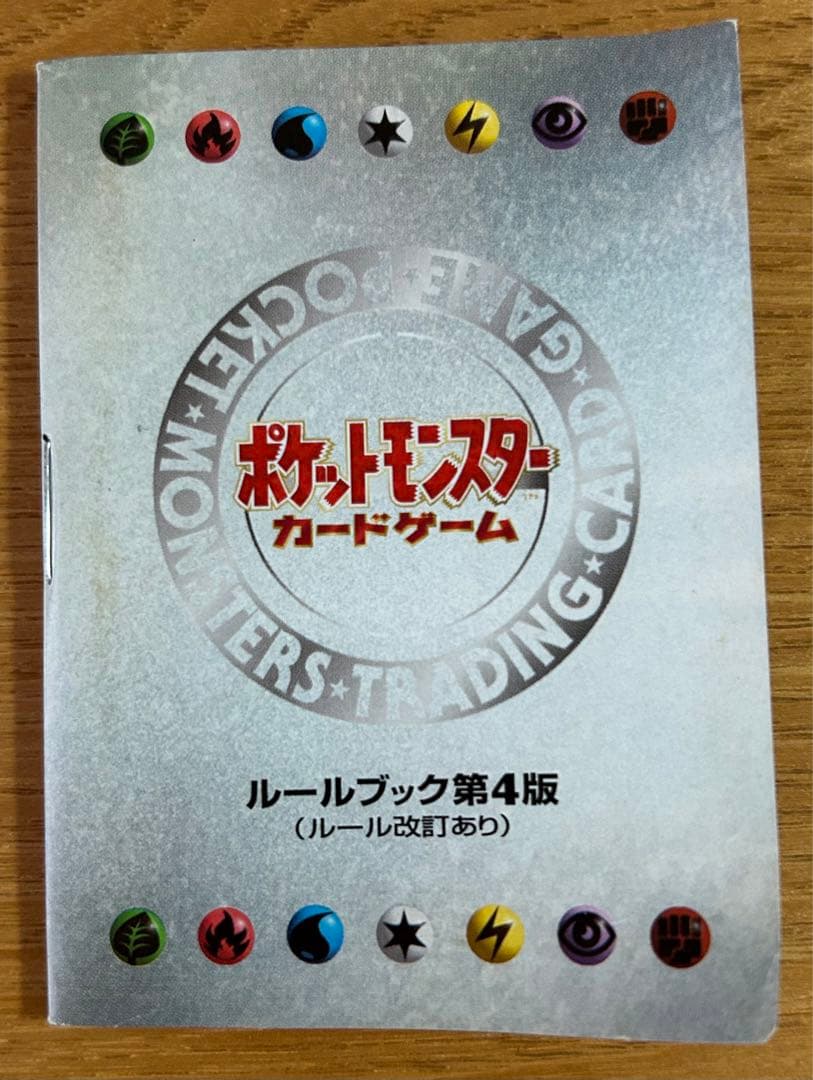 POCKET★MONSTERS★TRADING★CARD★GAME★
ポケットモンスター
カードゲーム
ルールブック第4版
(ルール改訂あり)